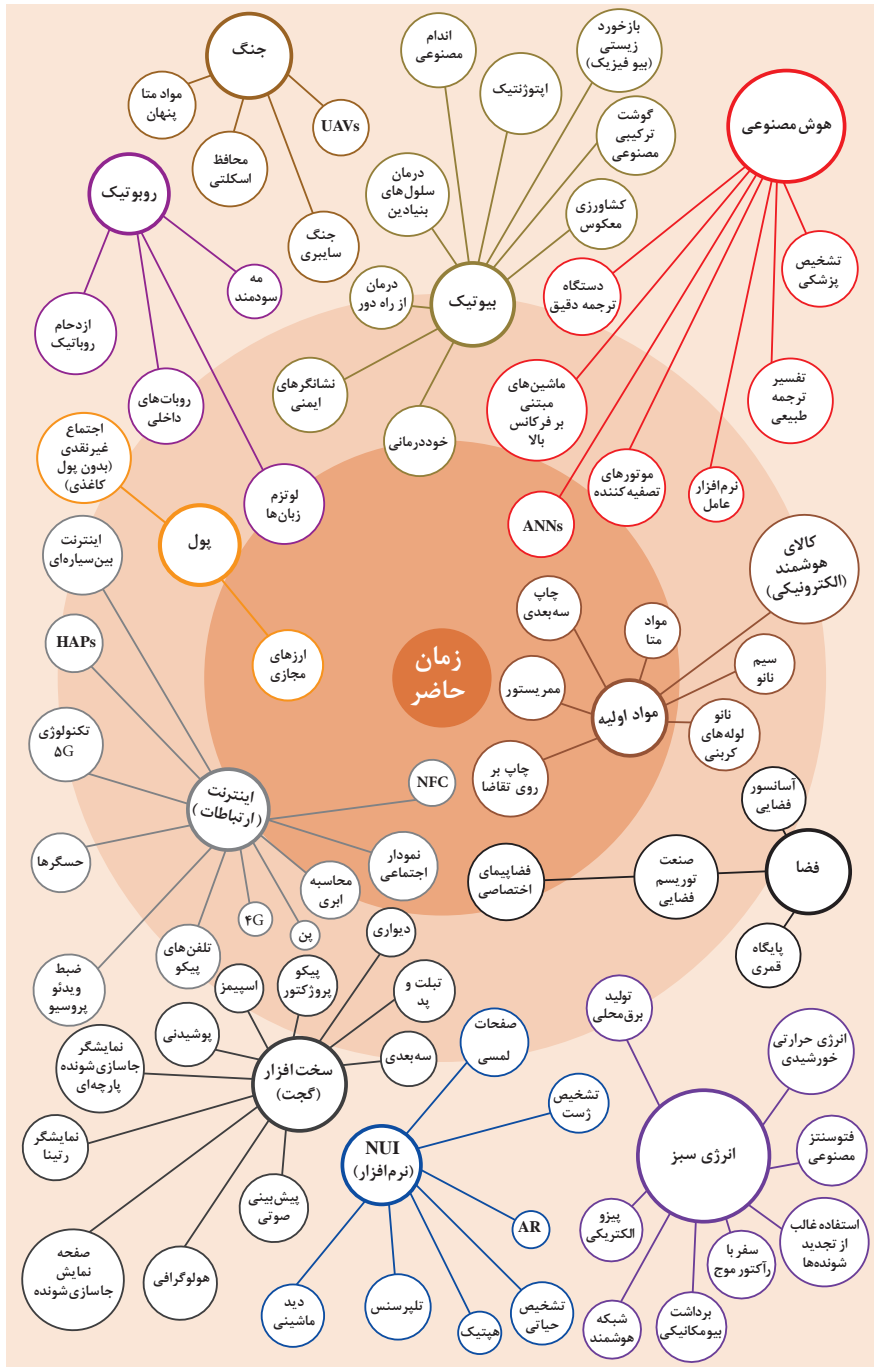 جنگ
مواد متا
پنهان
محافظ
اسکلتی
جنگ
سایبری
UAVs
روبوتیک
ازدحام
روباتیک
روبات‌های
داخلی
لوتزم
زبان‌ها
مه
سودمند
بیوتیک
اندام
مصنوعی
اپتوژنتیک
بازخورد
زیستی
(بیو فیزیک)
گوشت
ترکیبی
مصنوعی
کشاورزی
معکوس
درمان
سلول‌های
بنیادین
درمان
از راه دور
نشانگرهای
ایمنی
خوددرمانی
هوش مصنوعی
دستگاه
ترجمه دقیق
ماشین‌های
مبتنی
بر فرکانس
بالا
ANNs
موتورهای
تصفیه‌کننده
نرم‌افزار
عامل
تفسیر
ترجمه
طبیعی
تشخیص
پزشکی
پول
اجتماع
غیرنقدی
(بدون پول
کاغذی)
ارزهای
مجازی
زمان
حاضر
مواد اولیه
چاپ
سه‌بعدی
مواد
متا
کالای
هوشمند
(الکترونیکی)
سیم
نانو
نانو
لوله‌های
کربنی
ممریستور
چاپ بر
روی تقاضا
اینترنت
(ارتباطات)
اینترنت
بین‌سیاره‌ای
HAPs
تکنولوژی
۵G
حسگرها
ضبط
ویدئو
پروسیو
تلفن‌های
پیکو
۴G
پن
محاسبه
ابری
نمودار
اجتماعی
NFC
فضا
آسانسور
فضایی
صنعت
توریسم
فضایی
فضاپیمای
اختصاصی
پایگاه
قمری
سخت‌افزار
(گجت)
دیواری
پیکو
پروژکتور
اسپیمز
پوشیدنی
نمایشگر
جاسازی‌شونده
پارچه‌ای
نمایشگر
رتینا
صفحه
نمایش
جاسازی‌شونده
هولوگرافی
پیش‌بینی
صوتی
سه‌بعدی
تبلت و
پد
NUI
(نرم‌افزار)
صفحات
لمسی
تشخیص
ژست
AR
تشخیص
حیاتی
هپتیک
تلپرسنس
دید
ماشینی
انرژی سبز
تولید
برق‌محلی
انرژی حرارتی
خورشیدی
فتوسنتز
مصنوعی
استفاده غالب
از تجدید
شونده‌ها
سفر با
رآکتور موج
برداشت
بیومکانیکی
شبکه
هوشمند
پیزو
الکتریکی